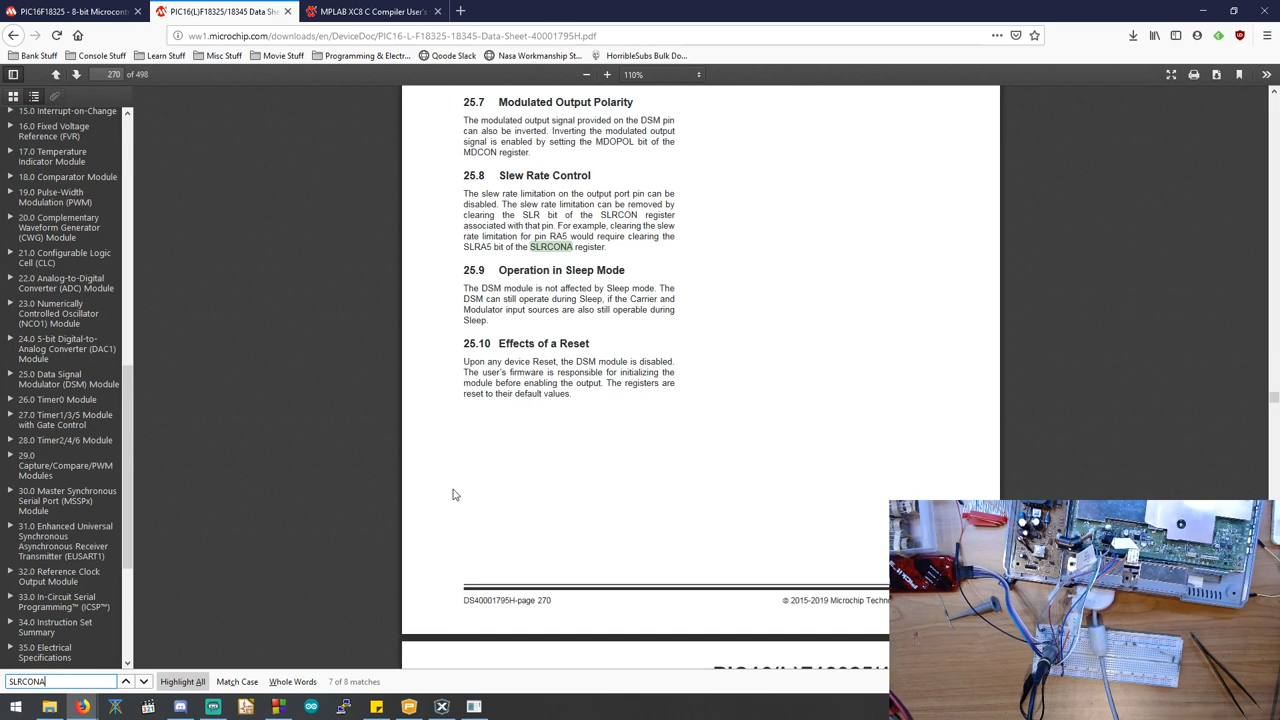 PIC16F18325 - 8-bit Microcont
PIC16(L)F18325/18345 Data She
MPLAB XC8 C Compiler User's
ww1.microchip.com/downloads/en/DeviceDoc/PIC16-L-F18325-18345-Data-Sheet-40001795H.pdf
Bank Stuff
Console Stuff
Learn Stuff
Misc Stuff
Movie Stuff
Programming & Electr...
Qoode Slack
Nasa Workmanship St...
HorribleSubs Bulk Do...
270 of 498
110%
15.0 Interrupt-on-Change
16.0 Fixed Voltage
Reference (FVR)
17.0 Temperature
Indicator Module
18.0 Comparator Module
19.0 Pulse-Width
Modulation (PWM)
20.0 Complementary
Waveform Generator
(CWG) Module
21.0 Configurable Logic
Cell (CLC)
22.0 Analog-to-Digital
Converter (ADC) Module
23.0 Numerically
Controlled Oscillator
(NCO1) Module
24.0 5-bit Digital-to-
Analog Converter (DAC1)
Module
25.0 Data Signal
Modulator (DSM) Module
26.0 Timer0 Module
27.0 Timer1/3/5 Module
with Gate Control
28.0 Timer2/4/6 Module
29.0
Capture/Compare/PWM
Modules
30.0 Master Synchronous
Serial Port (MSSPx)
Module
31.0 Enhanced Universal
Synchronous
Asynchronous Receiver
Transmitter (EUSART1)
32.0 Reference Clock
Output Module
33.0 In-Circuit Serial
Programming™ (ICSP™)
34.0 Instruction Set
Summary
35.0 Electrical
Specifications
25.7 Modulated Output Polarity
The modulated output signal provided on the DSM pin
can also be inverted. Inverting the modulated output
signal is enabled by setting the MDOPOL bit of the
MDCON register.
25.8 Slew Rate Control
The slew rate limitation on the output port pin can be
disabled. The slew rate limitation can be removed by
clearing the SLR bit of the SLRCON register
associated with that pin. For example, clearing the slew
rate limitation for pin RA5 would require clearing the
SLRA5 bit of the SLRCONA register.
25.9 Operation in Sleep Mode
The DSM module is not affected by Sleep mode. The
DSM can still operate during Sleep, if the Carrier and
Modulator input sources are also still operable during
Sleep.
25.10 Effects of a Reset
Upon any device Reset, the DSM module is disabled.
The user's firmware is responsible for initializing the
module before enabling the output. The registers are
reset to their default values.
DS40001795H-page 270
© 2015-2019 Microchip Techno
SLRCONA
Highlight All
Match Case
Whole Words
7 of 8 matches